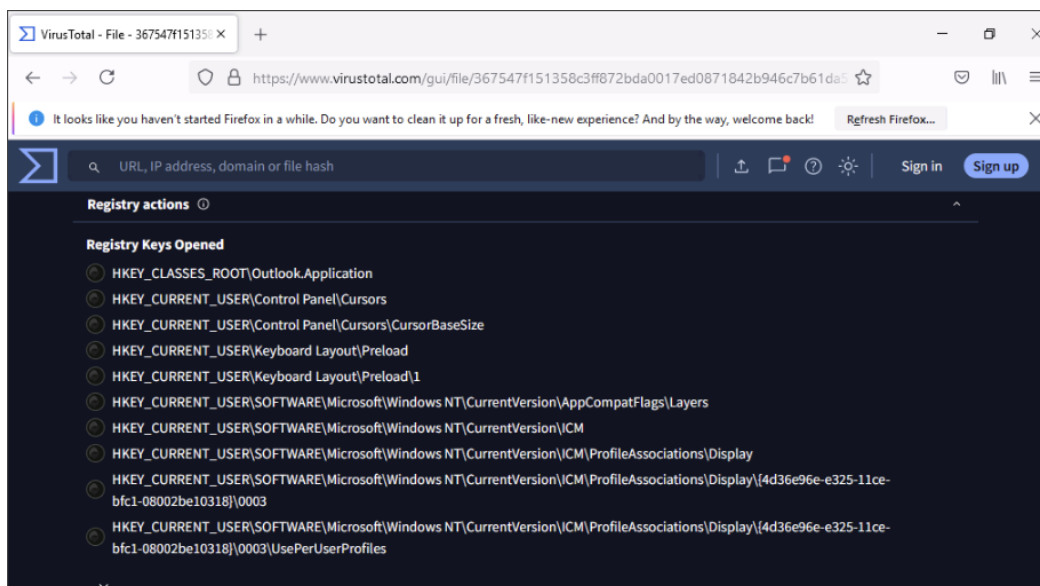 VirusTotal - File - 367547f151358
https://www.virustotal.com/gui/file/367547f151358c3ff872bda0017ed0871842b946c7b61da5
It looks like you haven't started Firefox in a while. Do you want to clean it up for a fresh, like-new experience? And by the way, welcome back! Refresh Firefox...
URL, IP address, domain or file hash Sign in Sign up
Registry actions
Registry Keys Opened
HKEY_CLASSES_ROOT\Outlook.Application
HKEY_CURRENT_USER\Control Panel\Cursors
HKEY_CURRENT_USER\Control Panel\Cursors\CursorBaseSize
HKEY_CURRENT_USER\Keyboard Layout\Preload
HKEY_CURRENT_USER\Keyboard Layout\Preload\1
HKEY_CURRENT_USER\SOFTWARE\Microsoft\Windows NT\CurrentVersion\AppCompatFlags\Layers
HKEY_CURRENT_USER\SOFTWARE\Microsoft\Windows NT\CurrentVersion\ICM
HKEY_CURRENT_USER\SOFTWARE\Microsoft\Windows NT\CurrentVersion\ICM\ProfileAssociations\Display
HKEY_CURRENT_USER\SOFTWARE\Microsoft\Windows NT\CurrentVersion\ICM\ProfileAssociations\Display\{4d36e96e-e325-11ce-
bfc1-08002be10318}\0003
HKEY_CURRENT_USER\SOFTWARE\Microsoft\Windows NT\CurrentVersion\ICM\ProfileAssociations\Display\{4d36e96e-e325-11ce-
bfc1-08002be10318}\0003\UsePerUserProfiles